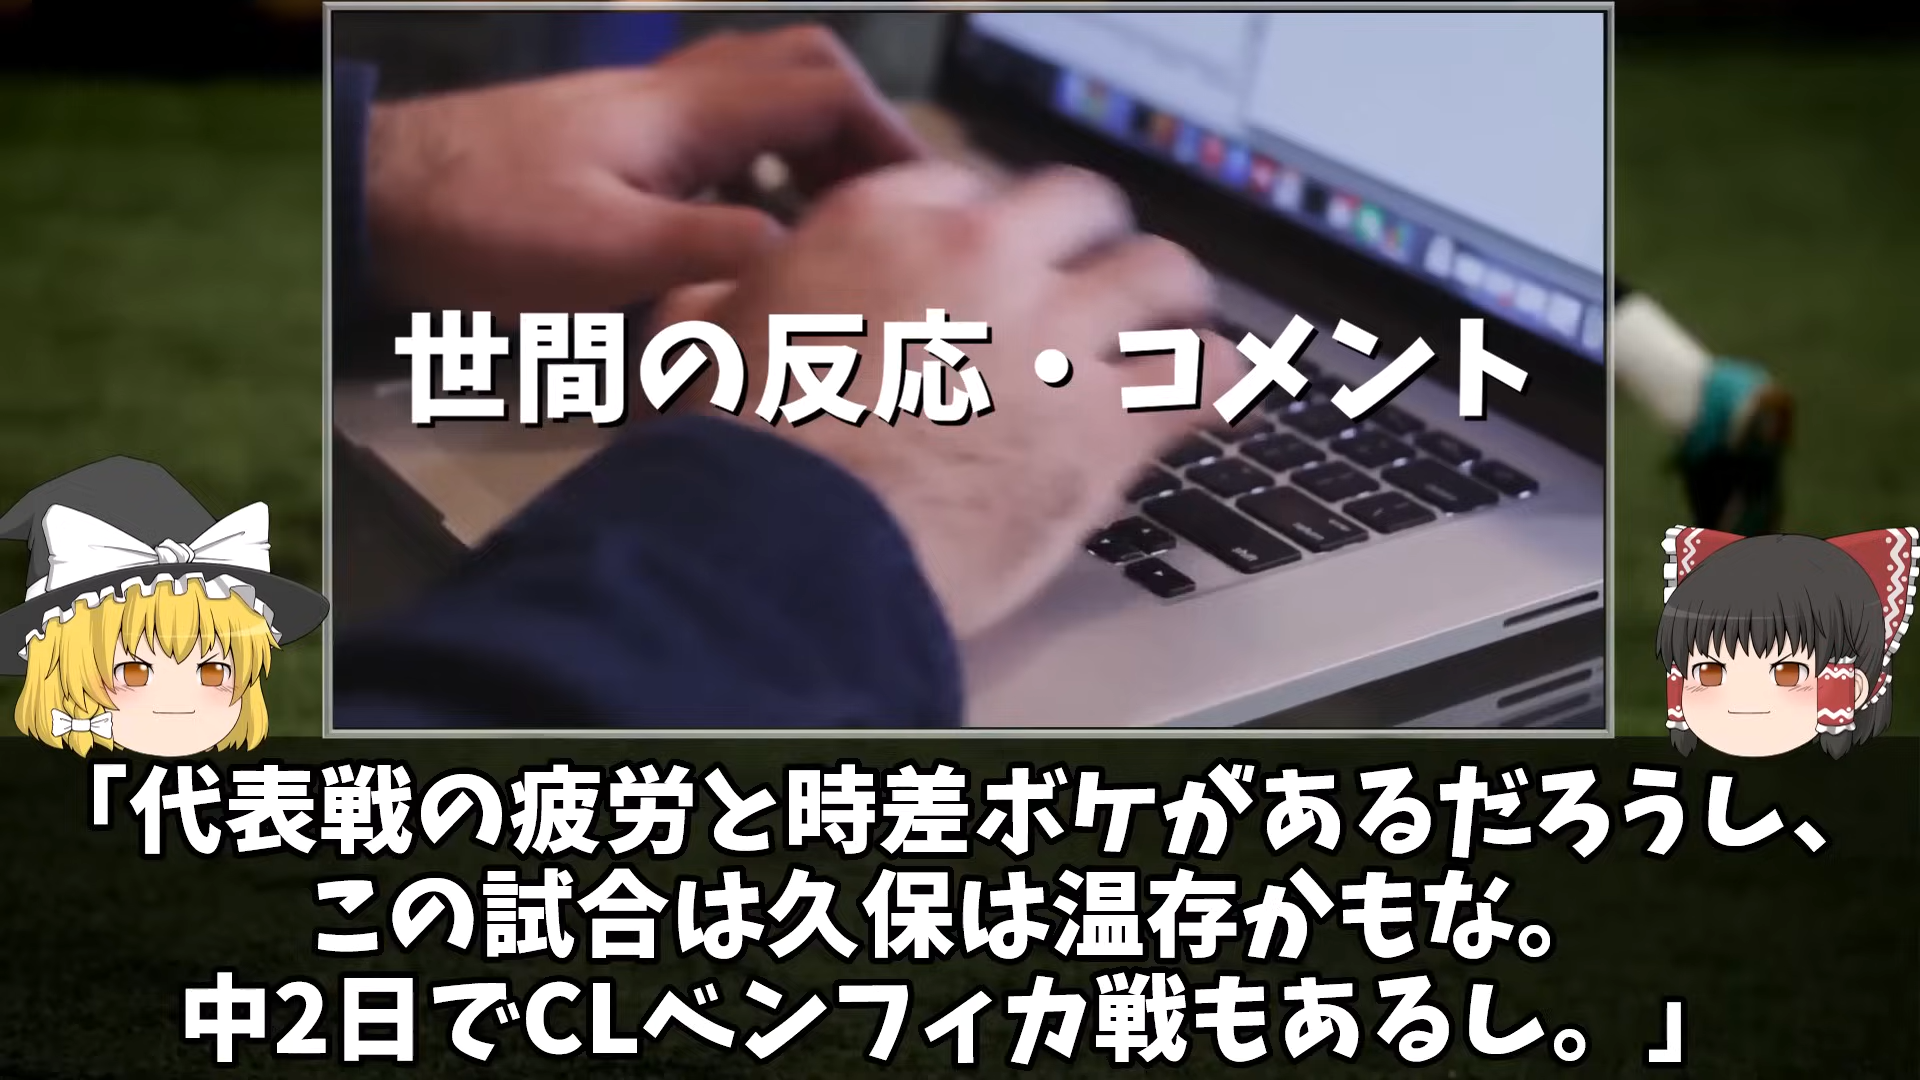 世間の反応・コメント
「代表戦の疲労と時差ボケがあるだろうし、
この試合は久保は温存かもな。
中2日でCLベンフィカ戦もあるし。」